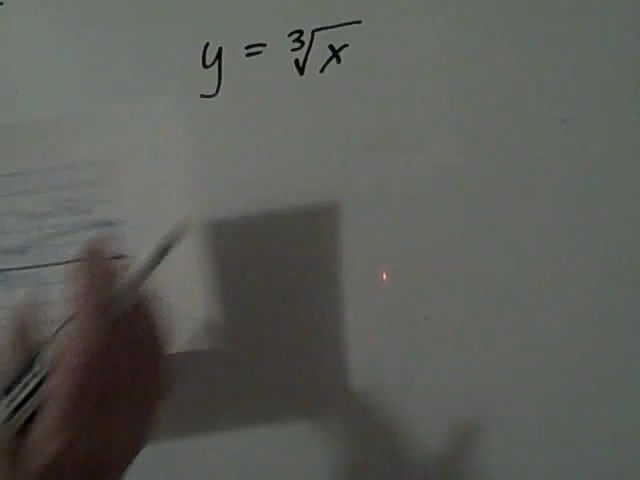 y = ∛x